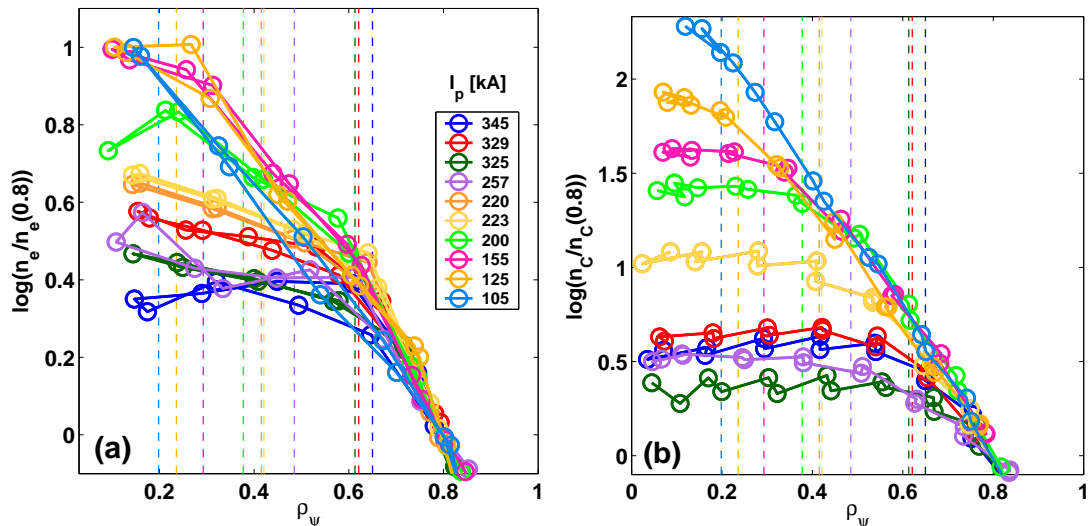 1
0.8
0.6
0.4
0.2
0
log(n_e/n_e(0.8))
(a)
0.2 0.4 0.6 0.8 1
ρ_ψ
I_p [kA]
345
329
325
257
220
223
200
155
125
105
2
1.5
1
0.5
0
log(n_C/n_C(0.8))
(b)
0 0.2 0.4 0.6 0.8 1
ρ_ψ